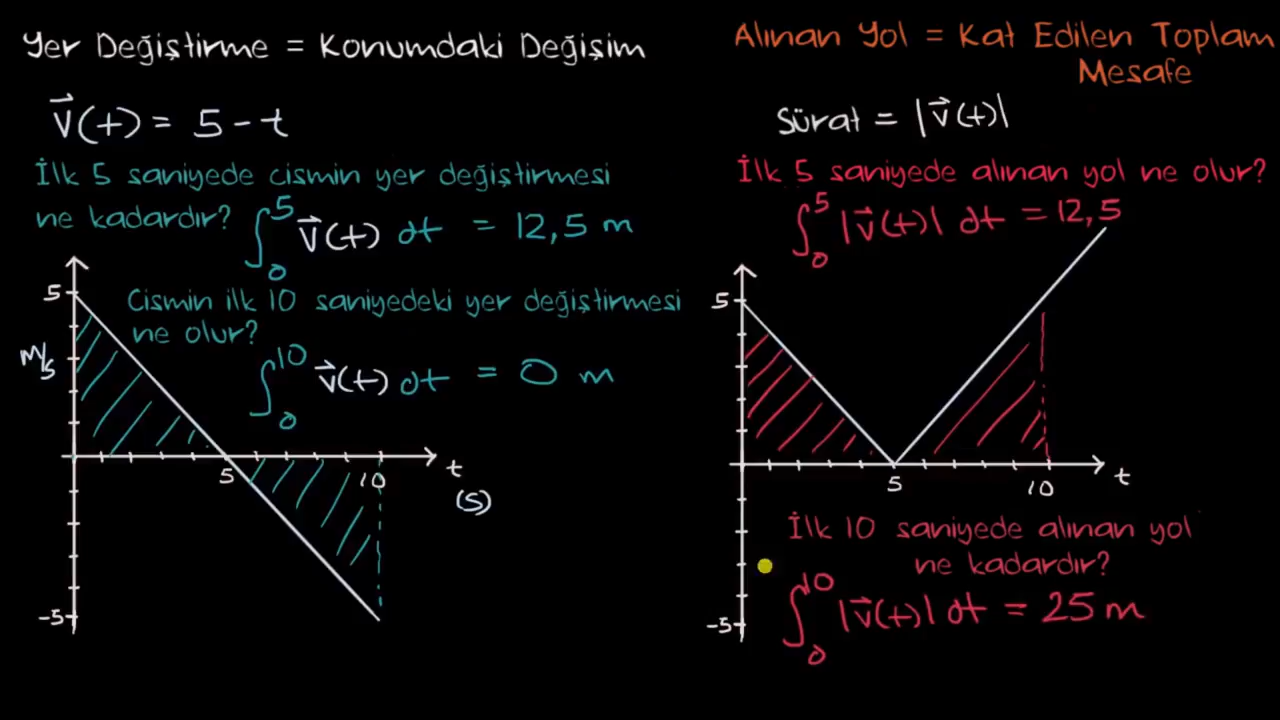 Yer Değiştirme = Konumdaki Değişim
v⃗(t) = 5 - t
İlk 5 saniyede cismin yer değiştirmesi
ne kadardır? ∫₀⁵ v⃗(t) dt = 12,5 m
5
Cismin ilk 10 saniyedeki yer değiştirmesi
ne olur?
m/s
∫₀¹⁰ v⃗(t) dt = 0 m
5
10
t
(s)
-5
Alınan Yol = Kat Edilen Toplam
Mesafe
Sürat = |v⃗(t)|
İlk 5 saniyede alınan yol ne olur?
∫₀⁵ |v⃗(t)| dt = 12,5
5
5
10
t
İlk 10 saniyede alınan yol
ne kadardır?
∫₀¹⁰ |v⃗(t)| dt = 25 m
-5